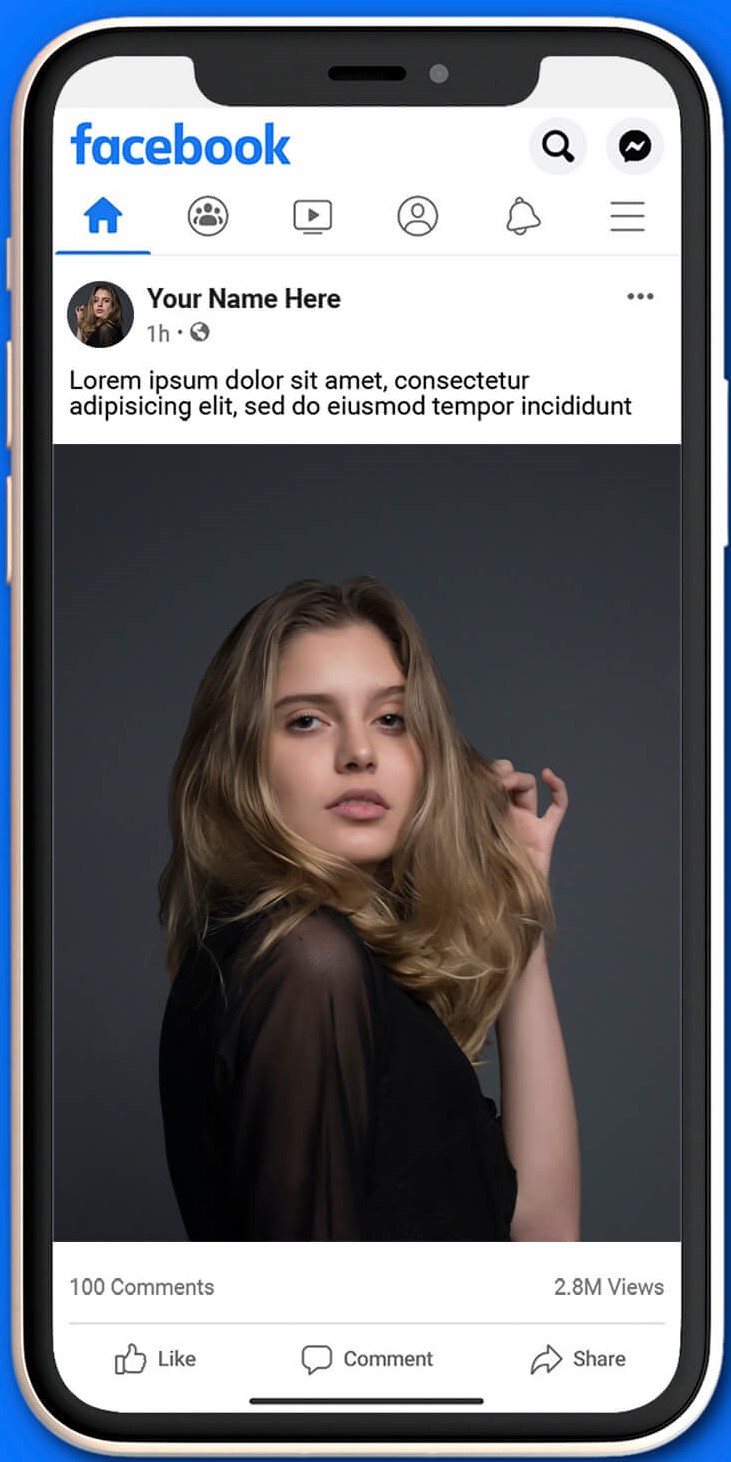 facebook
Your Name Here
1h •
Lorem ipsum dolor sit amet, consectetur
adipisicing elit, sed do eiusmod tempor incididunt
100 Comments
2.8M Views
Like
Comment
Share